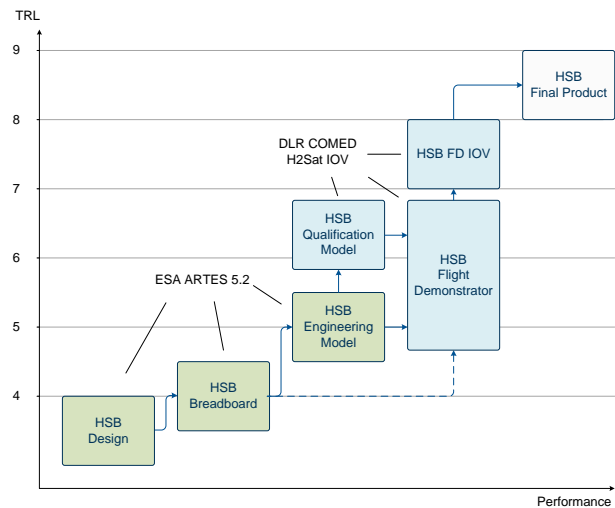 TRL
9
HSB
Final Product
8
DLR COMED
H2Sat IOV
HSB FD IOV
7
HSB
Qualification
Model
6
HSB
Flight
Demonstrator
ESA ARTES 5.2
HSB
Engineering
Model
5
HSB
Breadboard
4
HSB
Design
Performance